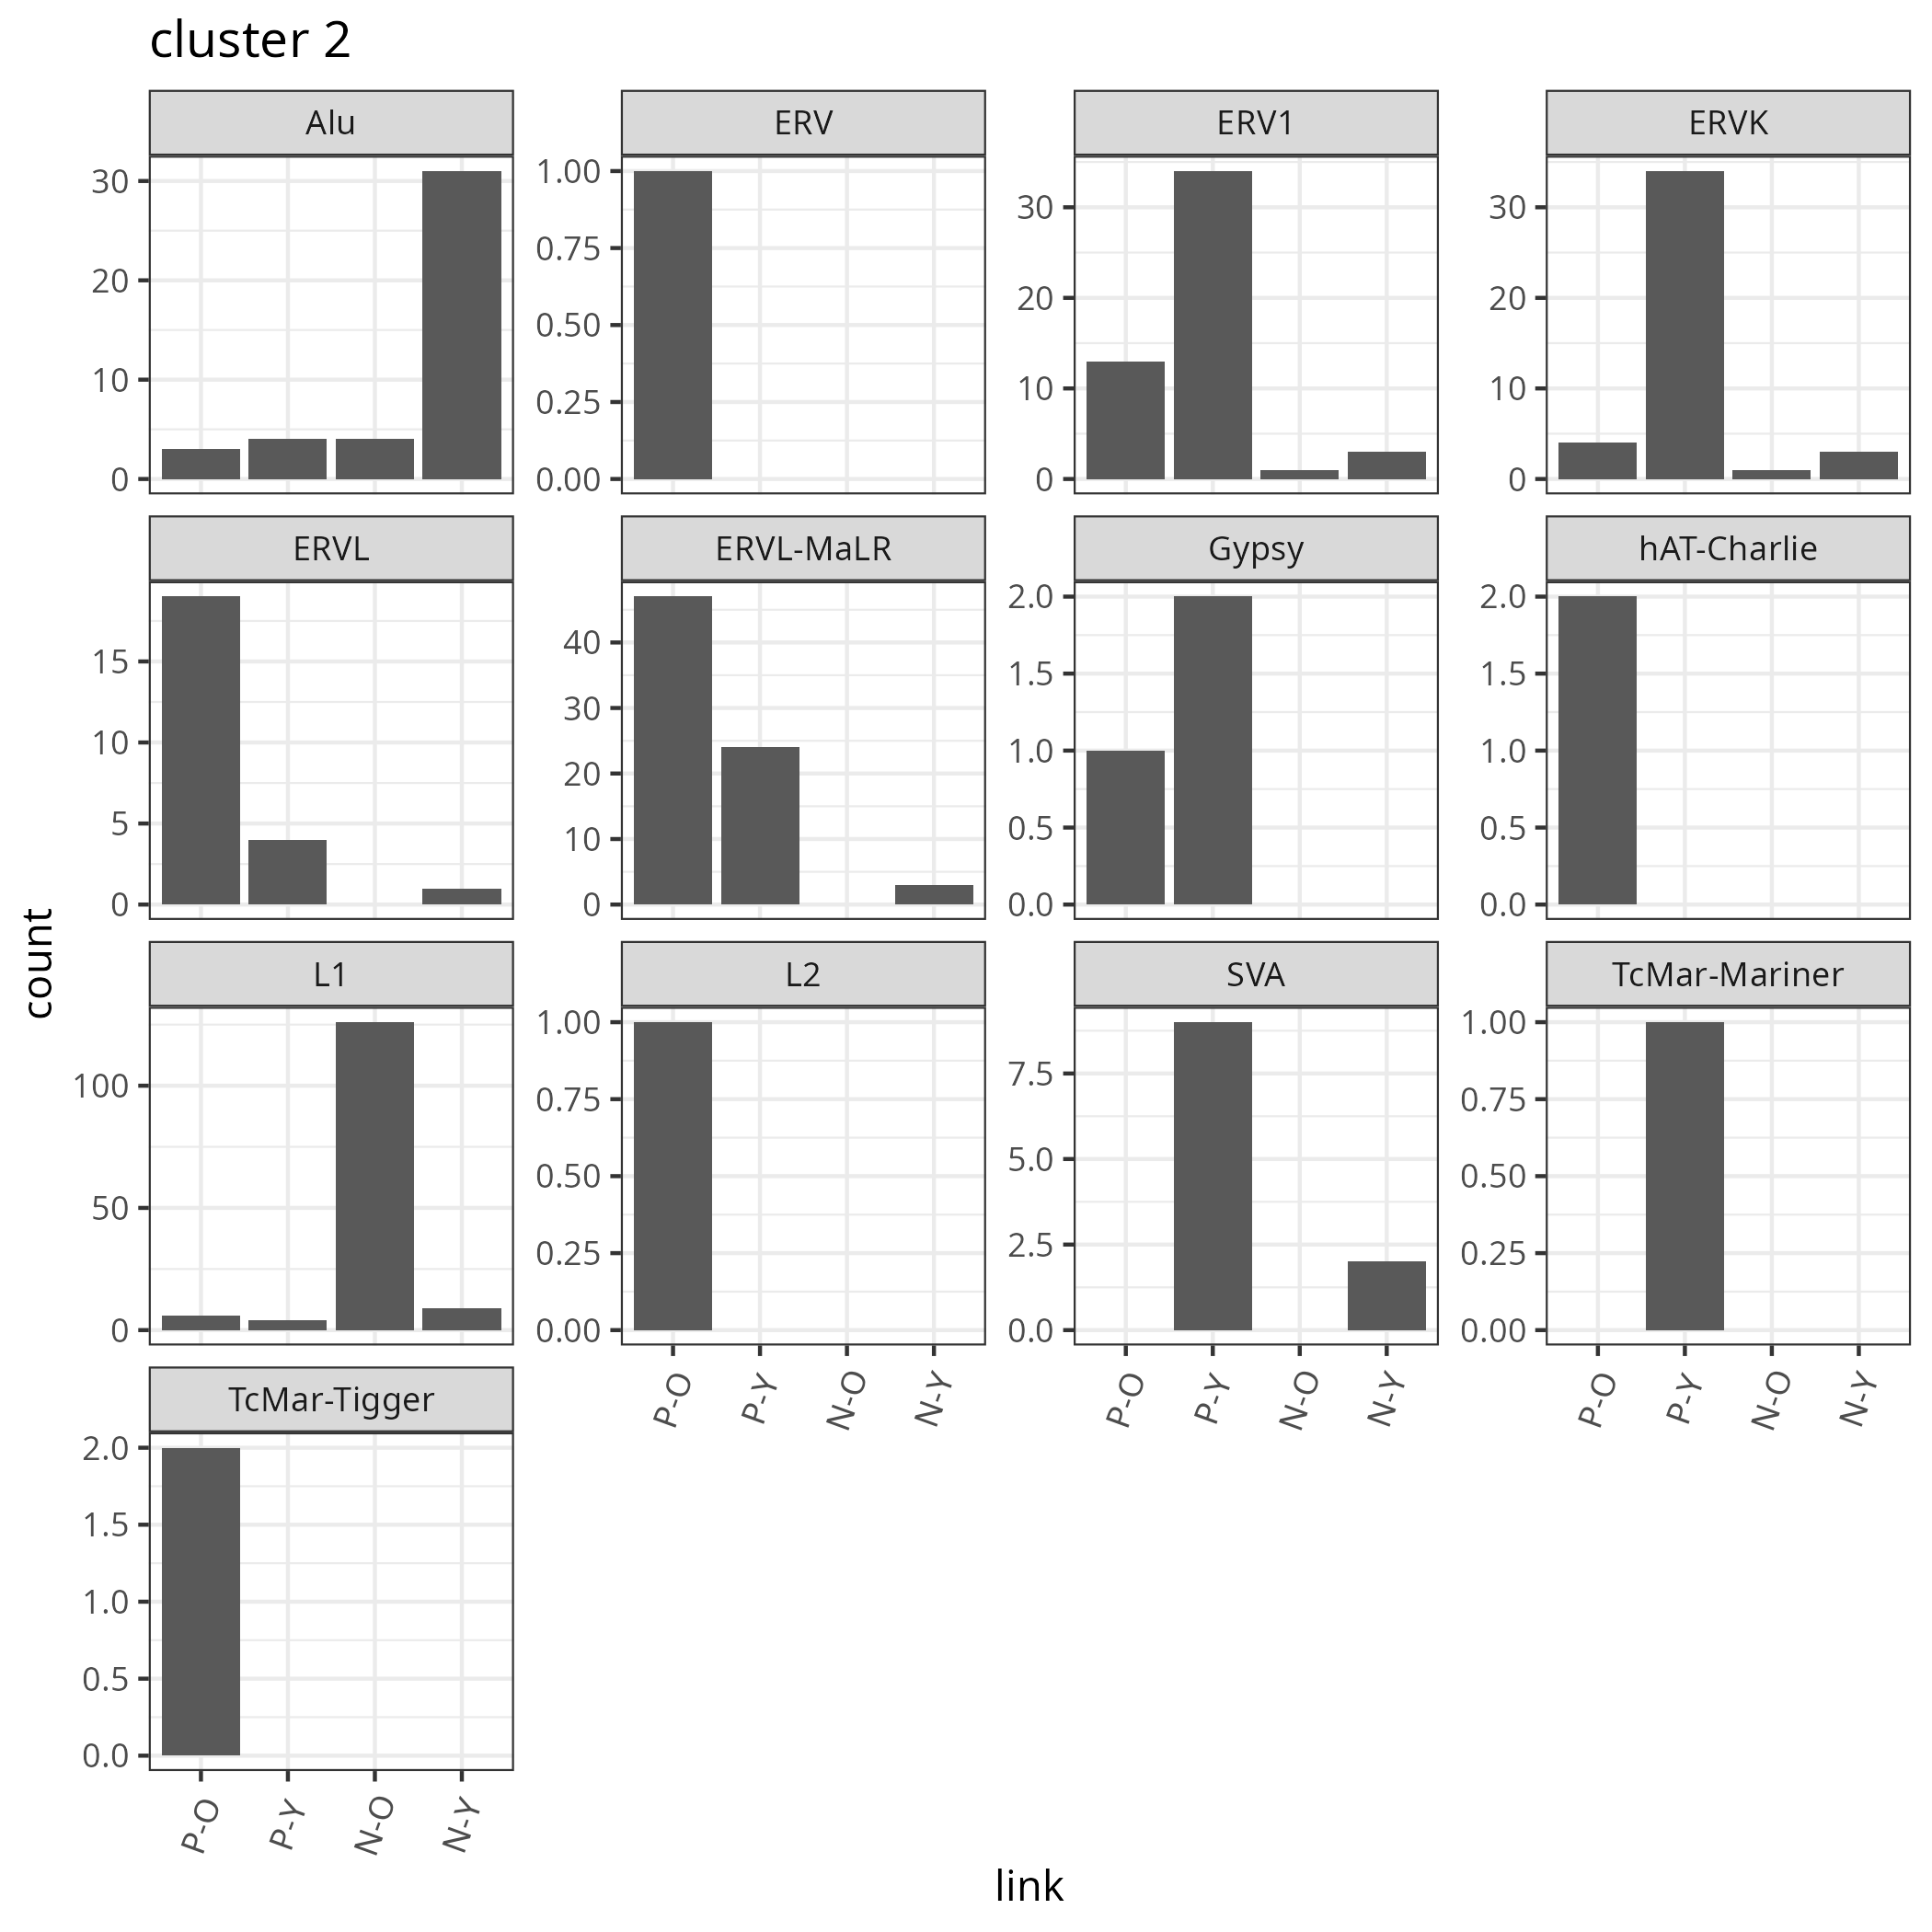 cluster 2
Alu
ERV
ERV1
ERVK
30
20
10
0
1.00
0.75
0.50
0.25
0.00
30
20
10
0
30
20
10
0
ERVL
ERVL-MaLR
Gypsy
hAT-Charlie
15
10
5
0
40
30
20
10
0
2.0
1.5
1.0
0.5
0.0
2.0
1.5
1.0
0.5
0.0
count
L1
L2
SVA
TcMar-Mariner
100
50
0
1.00
0.75
0.50
0.25
0.00
7.5
5.0
2.5
0.0
1.00
0.75
0.50
0.25
0.00
P-O P-Y N-O N-Y
P-O P-Y N-O N-Y
P-O P-Y N-O N-Y
TcMar-Tigger
2.0
1.5
1.0
0.5
0.0
P-O P-Y N-O N-Y
link